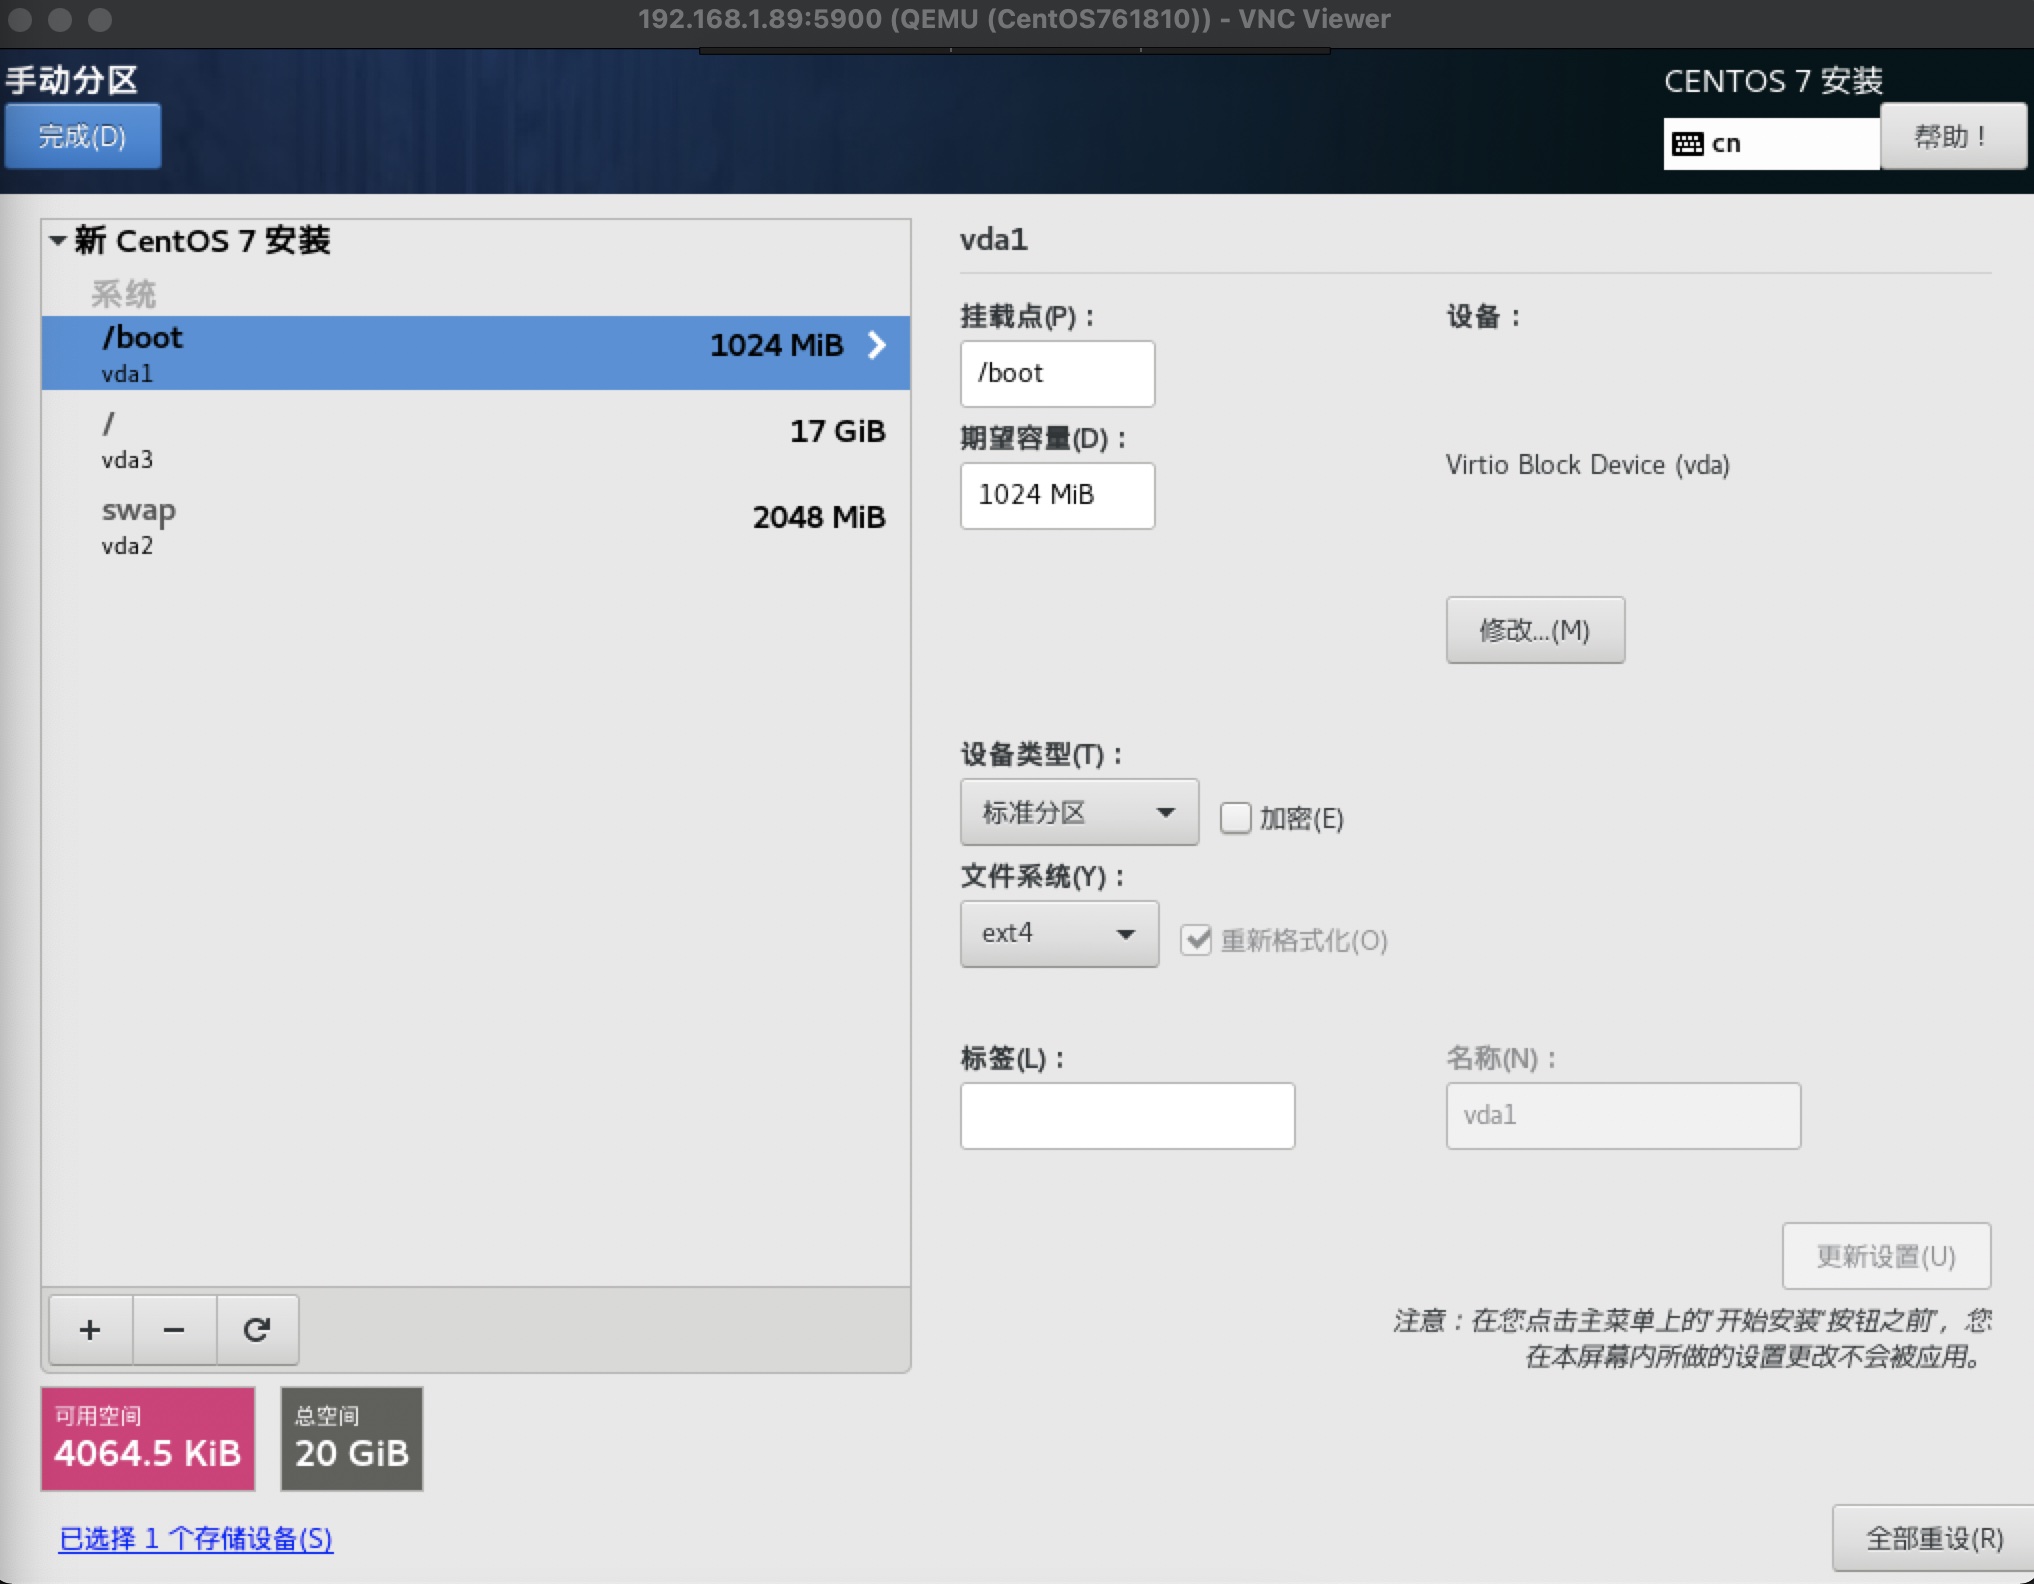 192.168.1.89:5900 (QEMU (CentOS761810)) - VNC Viewer
手动分区
完成(D)
CENTOS 7 安装
cn
帮助！
新 CentOS 7 安装
系统
/boot
1024 MiB
vda1
/
17 GiB
vda3
swap
2048 MiB
vda2
vda1
挂载点(P)：
设备：
/boot
期望容量(D)：
1024 MiB
Virtio Block Device (vda)
修改...(M)
设备类型(T)：
标准分区
加密(E)
文件系统(Y)：
ext4
重新格式化(O)
标签(L)：
名称(N)：
vda1
更新设置(U)
注意：在您点击主菜单上的'开始安装'按钮之前，您
在本屏幕内所做的设置更改不会被应用。
+ −
可用空间
4064.5 KiB
总空间
20 GiB
已选择 1 个存储设备(S)
全部重设(R)